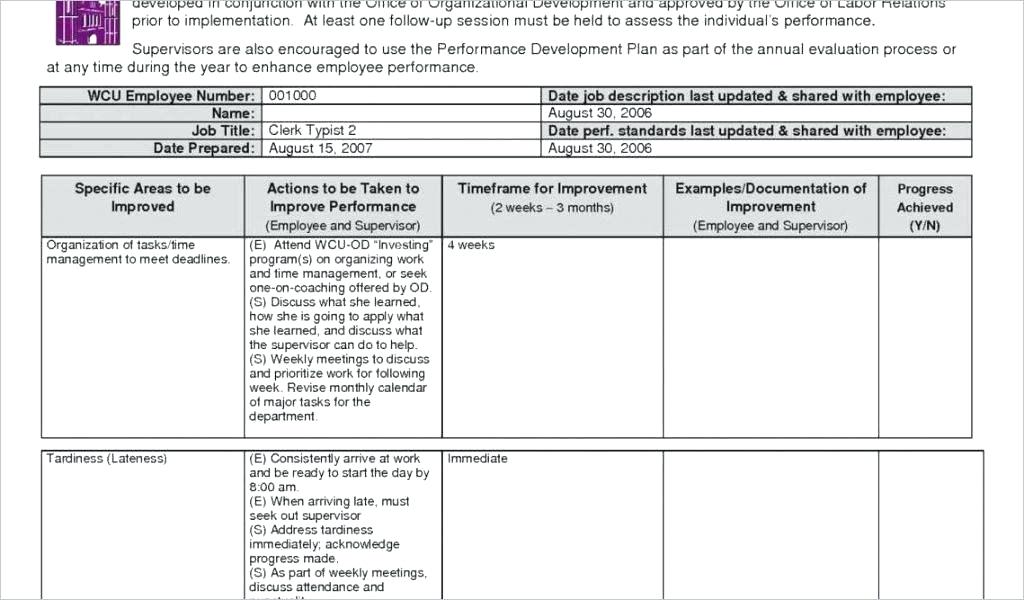 developed in conjunction with the Office of Organizational Development and approved by the Office of Labor Relations
prior to implementation. At least one follow-up session must be held to assess the individual's performance.
Supervisors are also encouraged to use the Performance Development Plan as part of the annual evaluation process or
at any time during the year to enhance employee performance.
WCU Employee Number: 001000 Date job description last updated & shared with employee:
Name: August 30, 2006
Job Title: Clerk Typist 2 Date perf. standards last updated & shared with employee:
Date Prepared: August 15, 2007 August 30, 2006
Specific Areas to be
Improved
Actions to be Taken to
Improve Performance
(Employee and Supervisor)
Timeframe for Improvement
(2 weeks – 3 months)
Examples/Documentation of
Improvement
(Employee and Supervisor)
Progress
Achieved
(Y/N)
Organization of tasks/time
management to meet deadlines.
(E) Attend WCU-OD "Investing"
program(s) on organizing work
and time management, or seek
one-on-coaching offered by OD.
(S) Discuss what she learned,
how she is going to apply what
she learned, and discuss what
the supervisor can do to help.
(S) Weekly meetings to discuss
and prioritize work for following
week. Revise monthly calendar
of major tasks for the
department.
4 weeks
Tardiness (Lateness)
(E) Consistently arrive at work
and be ready to start the day by
8:00 am.
(E) When arriving late, must
seek out supervisor
(S) Address tardiness
immediately; acknowledge
progress made.
(S) As part of weekly meetings,
discuss attendance and
Immediate